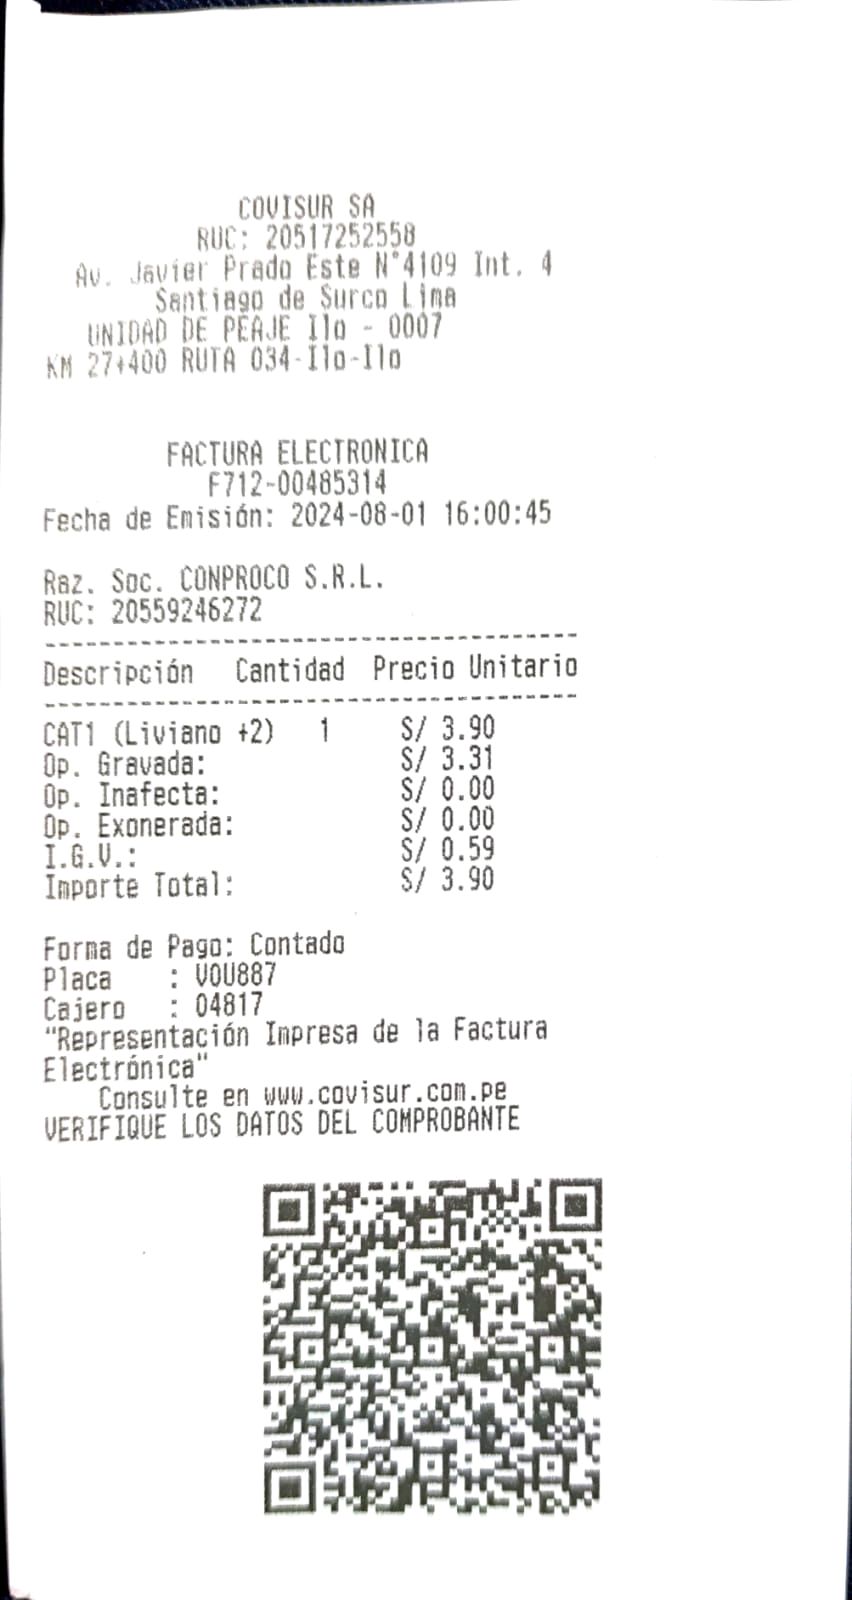 COVISUR SA
RUC: 20517252558
Av. Javier Prado Este N°4109 Int. 4
Santiago de Surco Lima
UNIDAD DE PEAJE Ilo - 0007
KM 27+400 RUTA 034-Ilo-Ilo
FACTURA ELECTRONICA
F712-00485314
Fecha de Emisión: 2024-08-01 16:00:45
Raz. Soc. CONPROCO S.R.L.
RUC: 20559246272
---------------------------------------
Descripción Cantidad Precio Unitario
---------------------------------------
CAT1 (Liviano +2) 1 S/ 3.90
Op. Gravada: S/ 3.31
Op. Inafecta: S/ 0.00
Op. Exonerada: S/ 0.00
I.G.V.: S/ 0.59
Importe Total: S/ 3.90
Forma de Pago: Contado
Placa : VOU887
Cajero : 04817
"Representación Impresa de la Factura
Electrónica"
Consulte en www.covisur.com.pe
VERIFIQUE LOS DATOS DEL COMPROBANTE